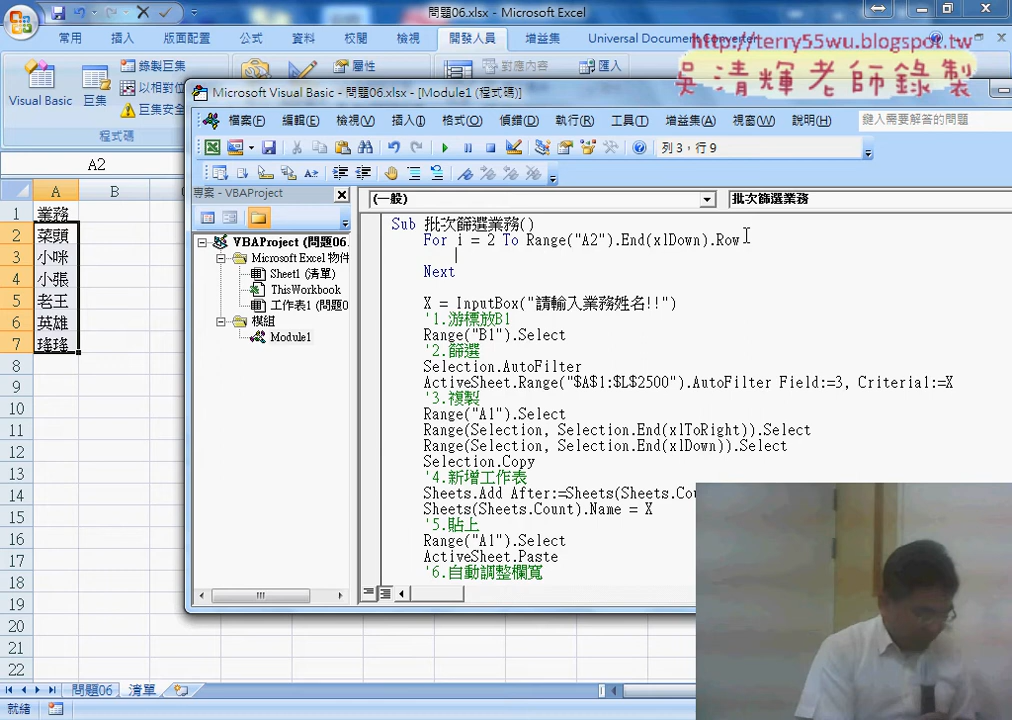 問題06.xlsx - Microsoft Excel
常用 插入 版面配置 公式 資料 校閱 檢視 開發人員 增益集 Universal Document Converter
http://terry55wu.blogspot.tw
吳清輝老師錄製
Visual Basic 巨集 錄製巨集 以相對位 巨集安全 屬性 對應內容 匯入
程式碼
A2
Microsoft Visual Basic - 問題06.xlsx - [Module1 (程式碼)]
檔案(F) 編輯(E) 檢視(V) 插入(I) 格式(O) 偵錯(D) 執行(R) 工具(T) 增益集(A) 視窗(W) 說明(H) 鍵入需要解答的問題
列 3，行 9
專案 - VBAProject
VBAProject (問題06.
Microsoft Excel 物件
Sheet1 (清單)
ThisWorkbook
工作表1 (問題0
模組
Module1
(一般) 批次篩選業務
Sub 批次篩選業務()
For i = 2 To Range("A2").End(xlDown).Row
Next
X = InputBox("請輸入業務姓名!!")
'1.游標放B1
Range("B1").Select
'2.篩選
Selection.AutoFilter
ActiveSheet.Range("$A$1:$L$2500").AutoFilter Field:=3, Criteria1:=X
'3.複製
Range("A1").Select
Range(Selection, Selection.End(xlToRight)).Select
Range(Selection, Selection.End(xlDown)).Select
Selection.Copy
'4.新增工作表
Sheets.Add After:=Sheets(Sheets.Cou
Sheets(Sheets.Count).Name = X
'5.貼上
Range("A1").Select
ActiveSheet.Paste
'6.自動調整欄寬
A B
1 業務
2 菜頭
3 小咪
4 小張
5 老王
6 英雄
7 瑤瑤
8
9
10
11
12
13
14
15
16
17
18
19
20
21
22
問題06 清單
就緒